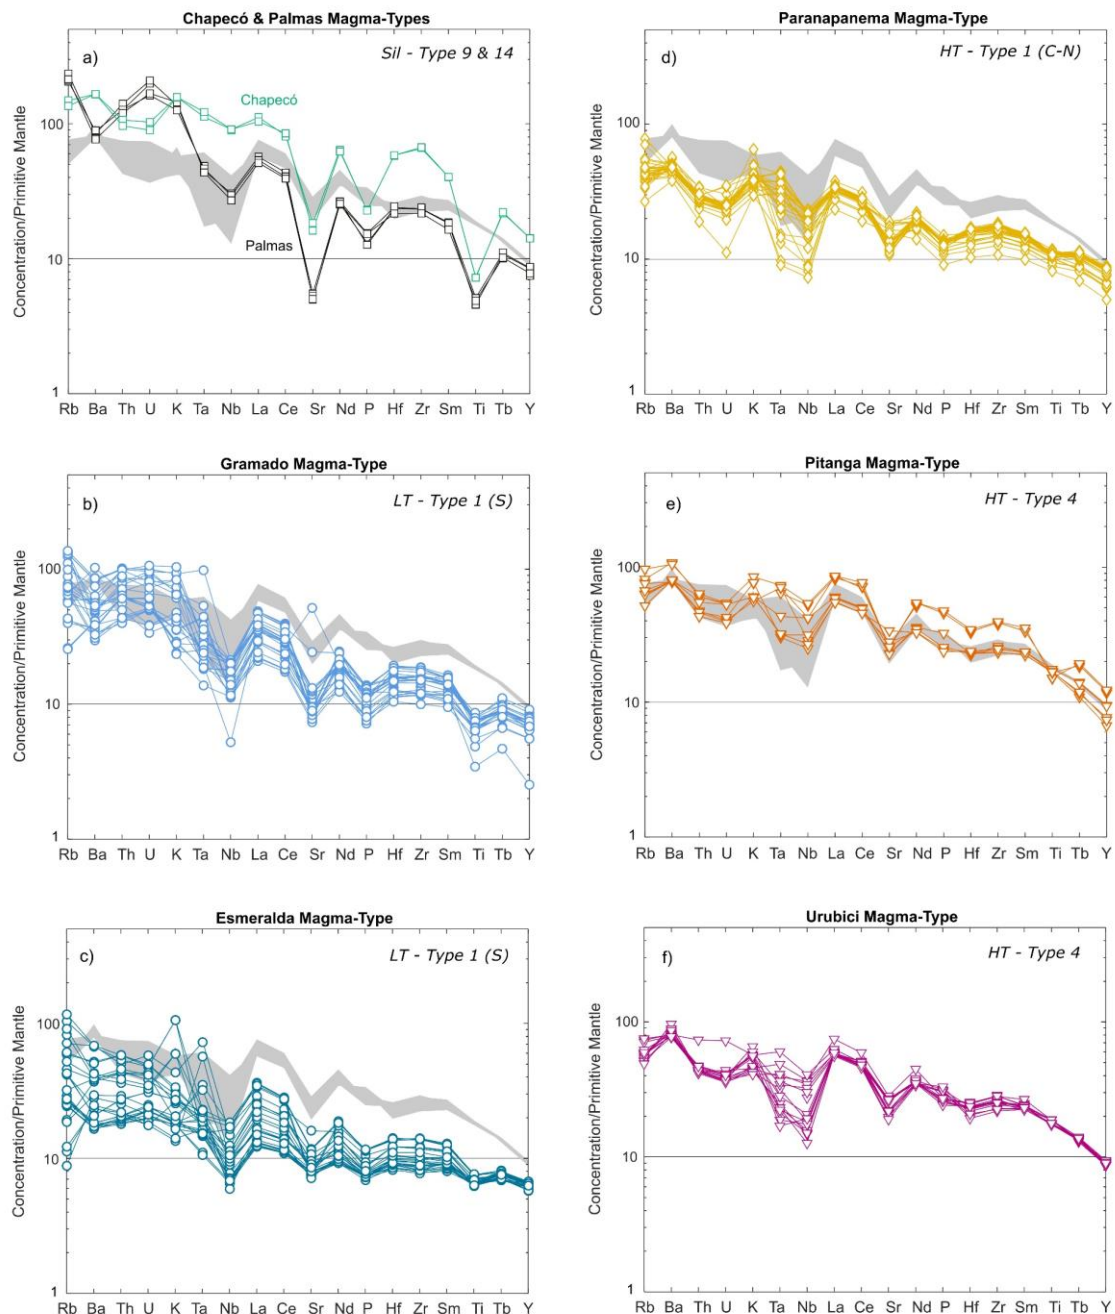 Chapecó & Palmas Magma-Types
a)
Sil - Type 9 & 14
Chapecó
Palmas
Concentration/Primitive Mantle
100
10
1
Rb Ba Th U K Ta Nb La Ce Sr Nd P Hf Zr Sm Ti Tb Y
Paranapanema Magma-Type
d)
HT - Type 1 (C-N)
Concentration/Primitive Mantle
100
10
1
Rb Ba Th U K Ta Nb La Ce Sr Nd P Hf Zr Sm Ti Tb Y
Gramado Magma-Type
b)
LT - Type 1 (S)
Concentration/Primitive Mantle
100
10
1
Rb Ba Th U K Ta Nb La Ce Sr Nd P Hf Zr Sm Ti Tb Y
Pitanga Magma-Type
e)
HT - Type 4
Concentration/Primitive Mantle
100
10
1
Rb Ba Th U K Ta Nb La Ce Sr Nd P Hf Zr Sm Ti Tb Y
Esmeralda Magma-Type
c)
LT - Type 1 (S)
Concentration/Primitive Mantle
100
10
1
Rb Ba Th U K Ta Nb La Ce Sr Nd P Hf Zr Sm Ti Tb Y
Urubici Magma-Type
f)
HT - Type 4
Concentration/Primitive Mantle
100
10
1
Rb Ba Th U K Ta Nb La Ce Sr Nd P Hf Zr Sm Ti Tb Y